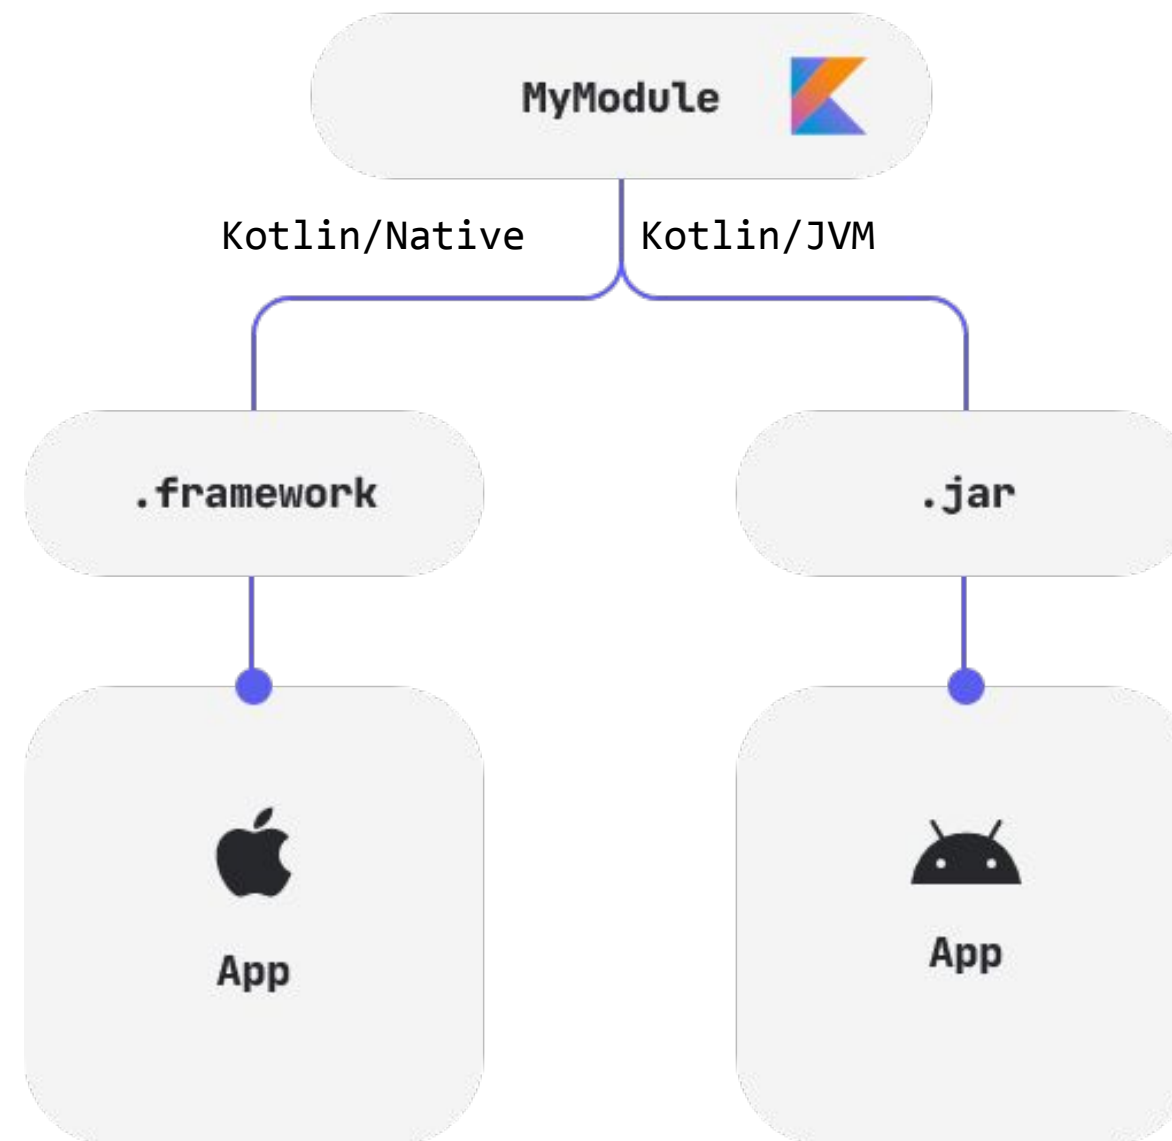 MyModule
Kotlin/Native
Kotlin/JVM
.framework
.jar
App
App